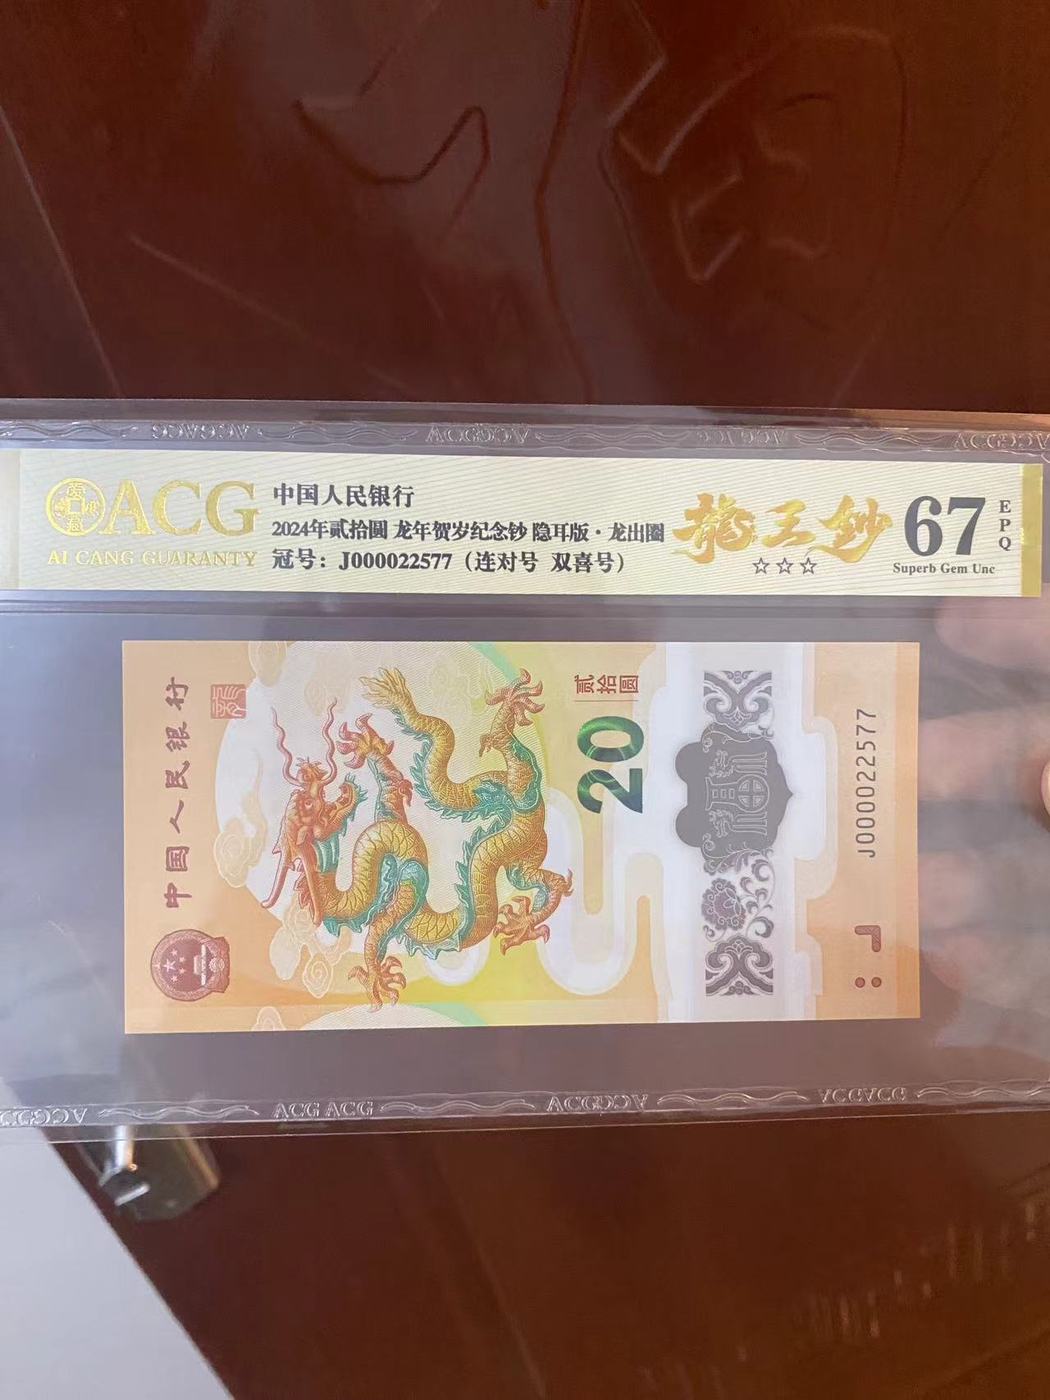 ACG
AI CANG GUARANTY
中国人民银行
2024年贰拾圆 龙年贺岁纪念钞 隐耳版·龙出圈
冠号：J000022577（连对号 双喜号）
龍王鈔
☆☆☆
67
EPQ
Superb Gem Unc
中国人民银行
贰拾圆
20
J000022577
ACG ACG